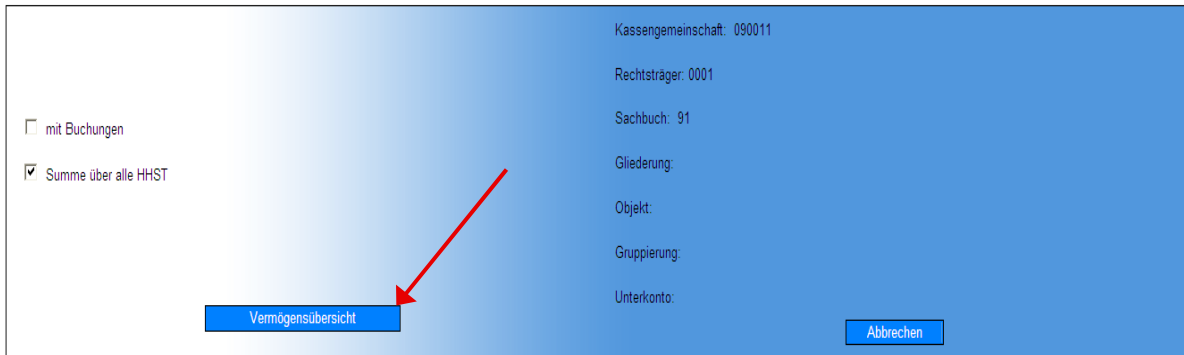 mit Buchungen
Summe über alle HHST
Vermögensübersicht
Kassengemeinschaft: 090011
Rechtsträger: 0001
Sachbuch: 91
Gliederung:
Objekt:
Gruppierung:
Unterkonto:
Abbrechen